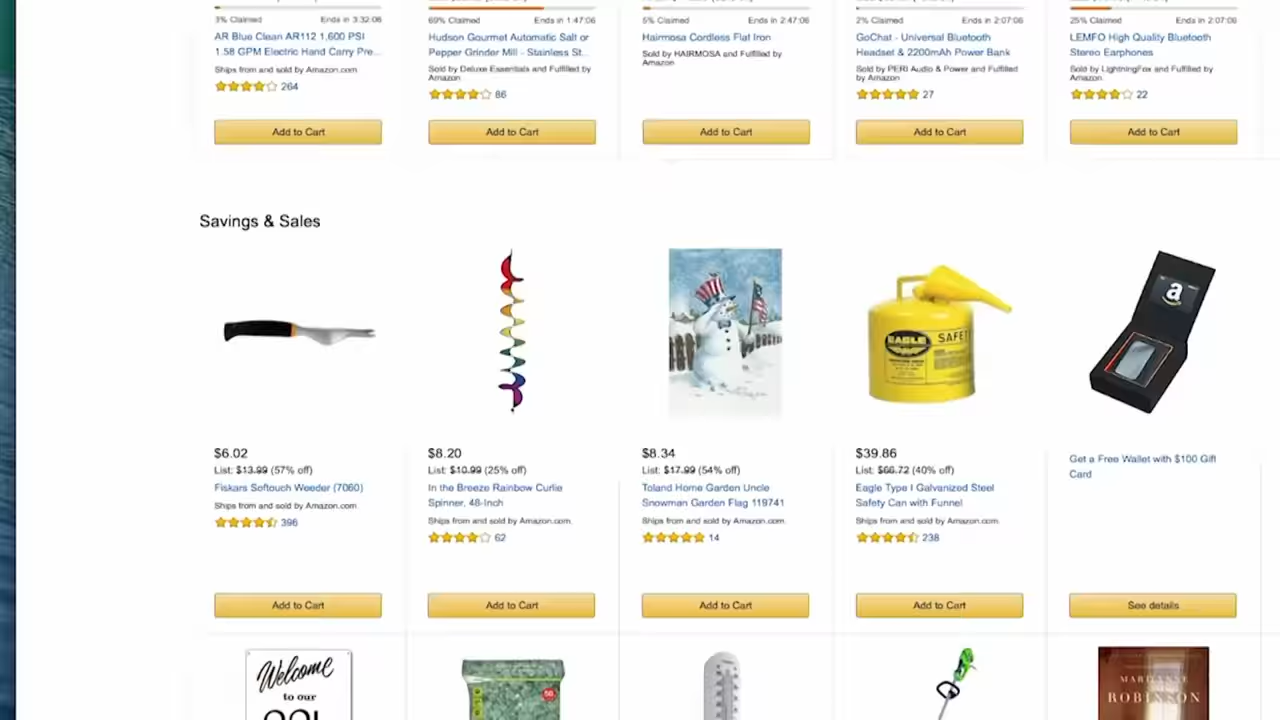 3% Claimed
Ends in 3:32:06
AR Blue Clean AR112 1,600 PSI
1.58 GPM Electric Hand Carry Pre...
Ships from and sold by Amazon.com
264
Add to Cart
69% Claimed
Ends in 1:47:06
Hudson Gourmet Automatic Salt or
Pepper Grinder Mill - Stainless St...
Sold by Deluxe Essentials and Fulfilled by
Amazon
86
Add to Cart
5% Claimed
Ends in 2:47:06
Hairmosa Cordless Flat Iron
Sold by HAIRMOSA and Fulfilled by
Amazon
Add to Cart
2% Claimed
Ends in 2:07:06
GoChat - Universal Bluetooth
Headset & 2200mAh Power Bank
Sold by PERI Audio & Power and Fulfilled
by Amazon
27
Add to Cart
25% Claimed
Ends in 2:07:06
LEMFO High Quality Bluetooth
Stereo Earphones
Sold by LightningFox and Fulfilled by
Amazon
22
Add to Cart
Savings & Sales
$6.02
List: $13.99 (57% off)
Fiskars Softouch Weeder (7060)
Ships from and sold by Amazon.com
396
Add to Cart
$8.20
List: $10.99 (25% off)
In the Breeze Rainbow Curlie
Spinner, 48-Inch
Ships from and sold by Amazon.com.
62
Add to Cart
$8.34
List: $17.99 (54% off)
Toland Home Garden Uncle
Snowman Garden Flag 119741
Ships from and sold by Amazon.com.
14
Add to Cart
EAGLE
SAFETY
$39.86
List: $66.72 (40% off)
Eagle Type I Galvanized Steel
Safety Can with Funnel
Ships from and sold by Amazon.com.
238
Add to Cart
a
Get a Free Wallet with $100 Gift
Card
See details
Welcome
to our
50
MARILYNNE
ROBINSON